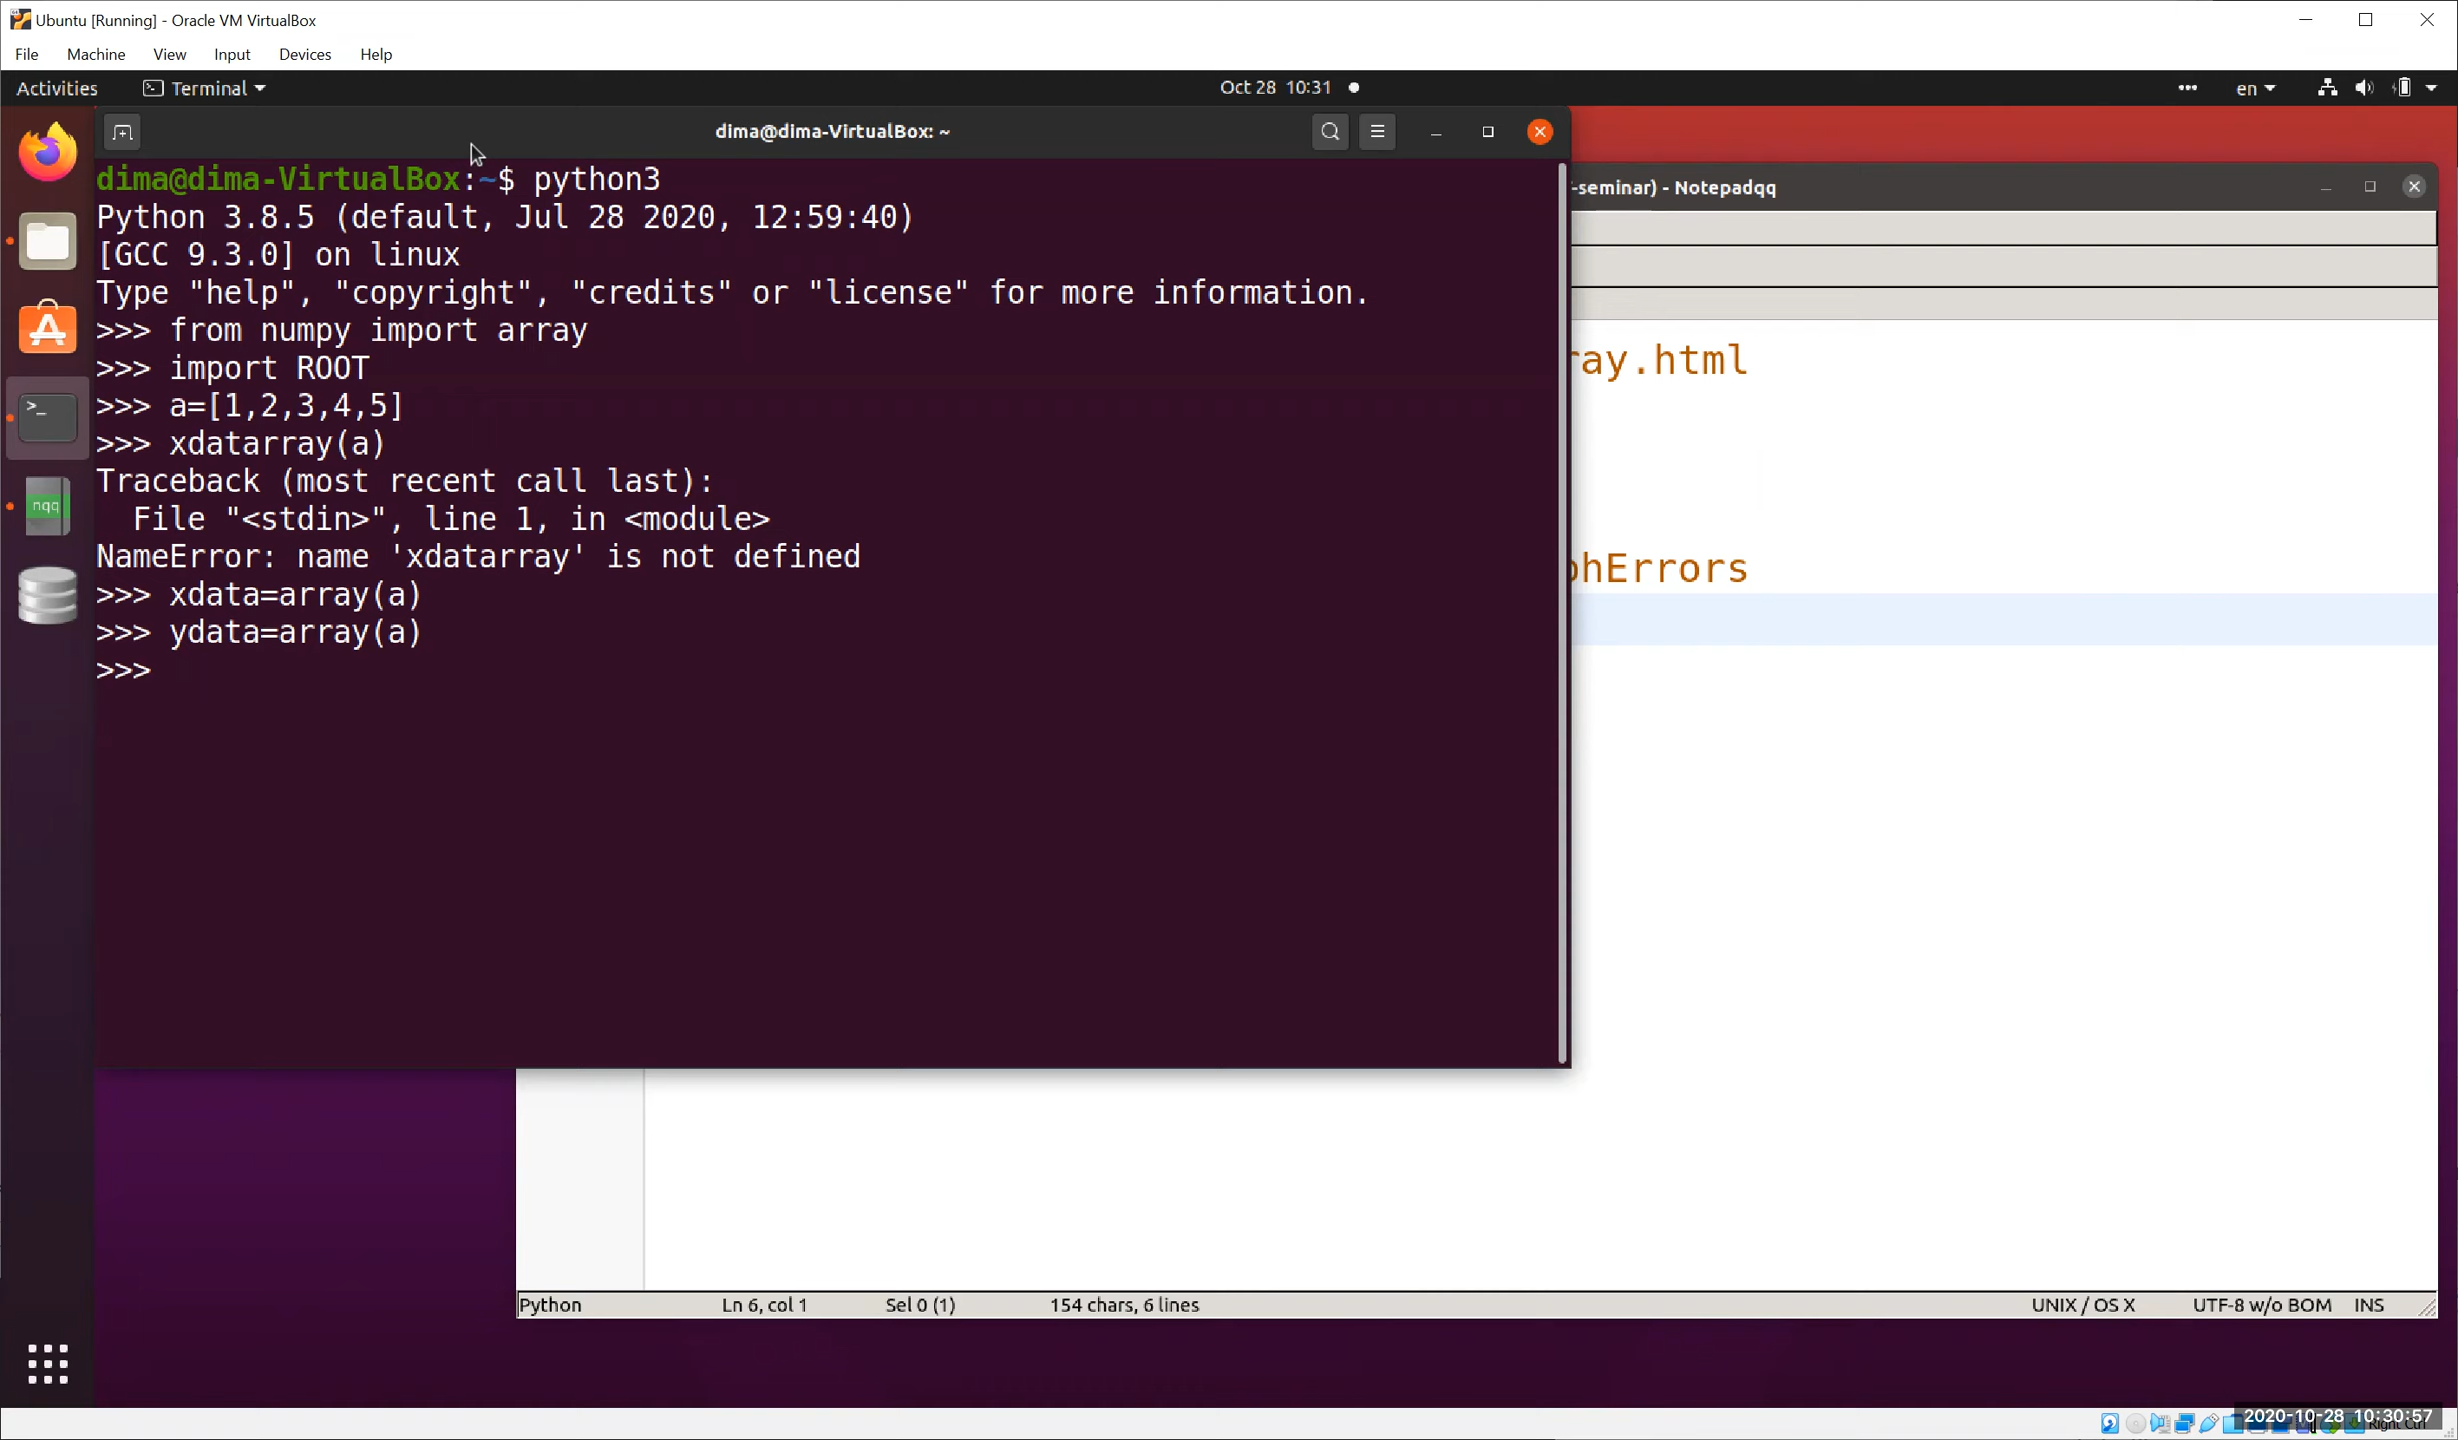 Ubuntu [Running] - Oracle VM VirtualBox
File Machine View Input Devices Help
Activities Terminal Oct 28 10:31 en
dima@dima-VirtualBox: ~
-seminar) - Notepadqq
dima@dima-VirtualBox:~$ python3
Python 3.8.5 (default, Jul 28 2020, 12:59:40)
[GCC 9.3.0] on linux
Type "help", "copyright", "credits" or "license" for more information.
>>> from numpy import array
>>> import ROOT
>>> a=[1,2,3,4,5]
>>> xdatarray(a)
Traceback (most recent call last):
  File "<stdin>", line 1, in <module>
NameError: name 'xdatarray' is not defined
>>> xdata=array(a)
>>> ydata=array(a)
>>>
ray.html
phErrors
nqq
Python Ln 6, col 1 Sel 0 (1) 154 chars, 6 lines UNIX / OS X UTF-8 w/o BOM INS
2020-10-28 10:30:57
Right Ctrl